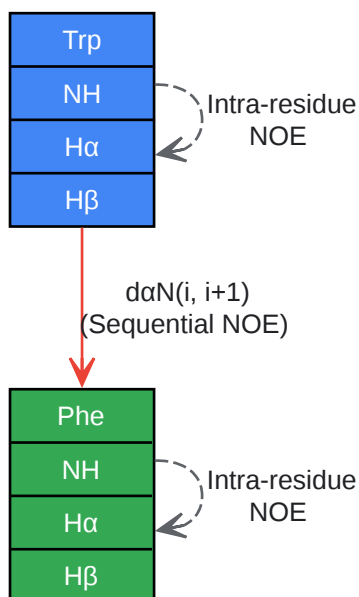 Trp
NH
Hα
Hβ
Intra-residue
NOE
dαN(i, i+1)
(Sequential NOE)
Phe
NH
Hα
Hβ
Intra-residue
NOE